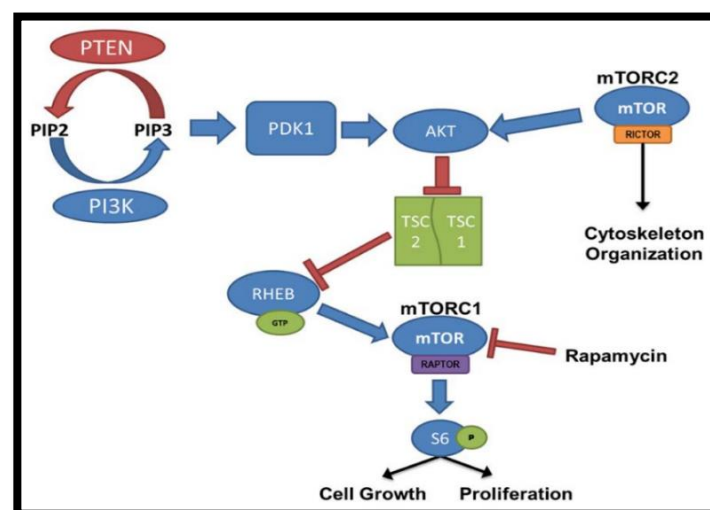 PTEN
PIP2
PIP3
PI3K
PDK1
AKT
mTORC2
mTOR
RICTOR
Cytoskeleton
Organization
TSC
2
TSC
1
RHEB
GTP
mTORC1
mTOR
RAPTOR
Rapamycin
S6
P
Cell Growth
Proliferation